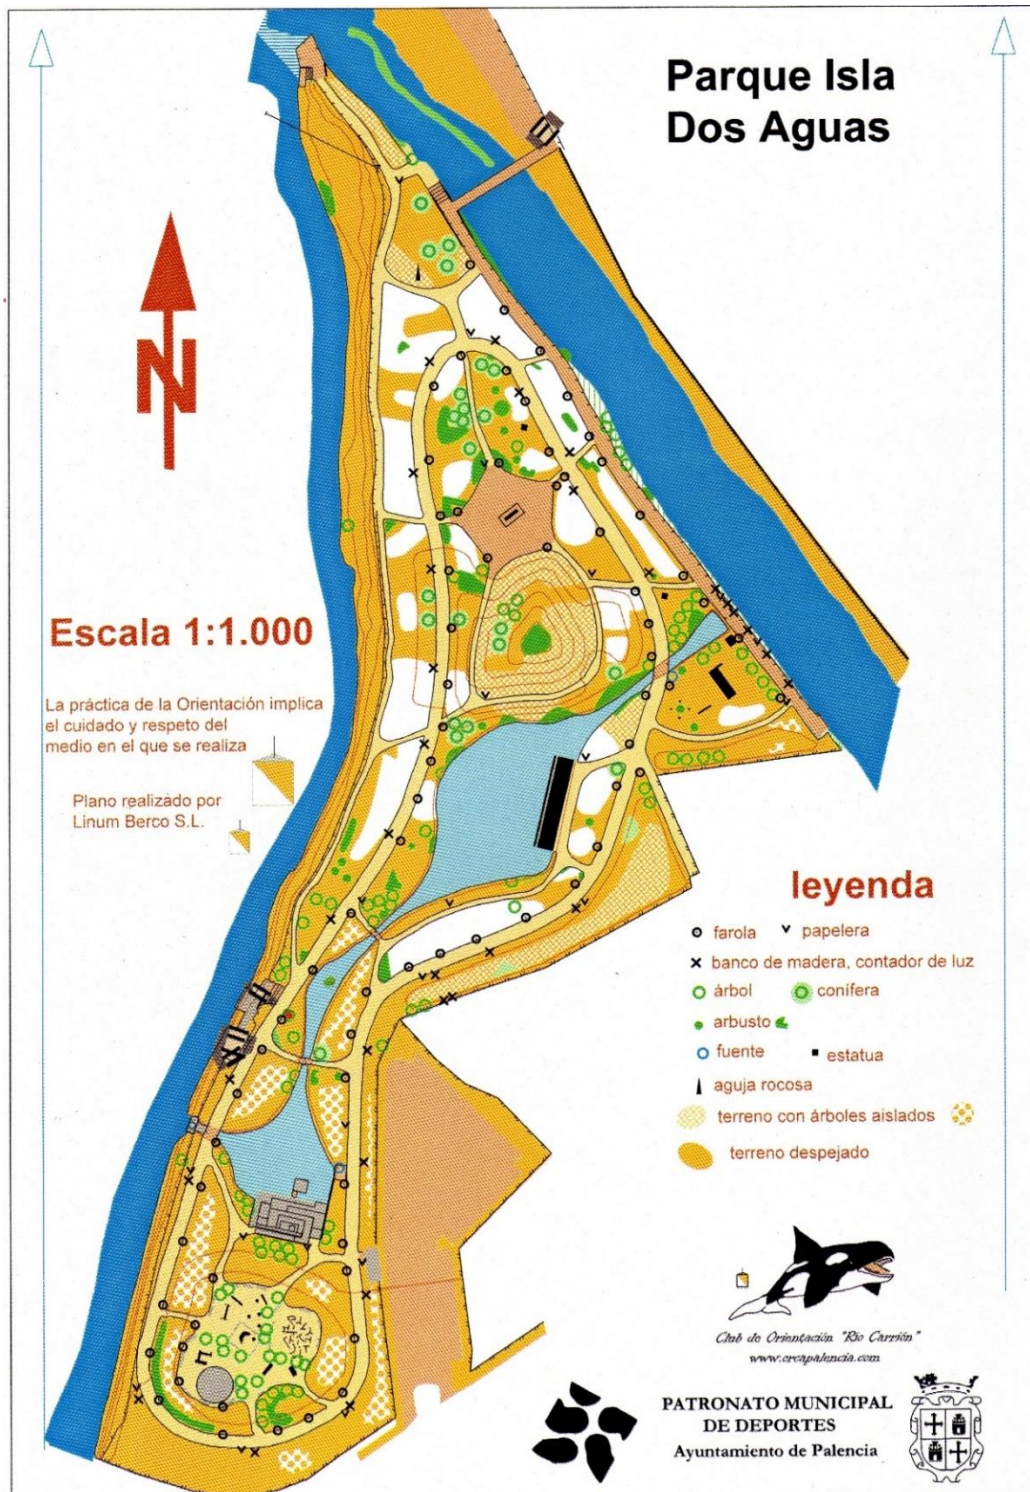 Parque Isla
Dos Aguas
N
Escala 1:1.000
La práctica de la Orientación implica
el cuidado y respeto del
medio en el que se realiza
Plano realizado por
Linum Berco S.L.
leyenda
farola papelera
banco de madera, contador de luz
árbol conífera
arbusto
fuente estatua
aguja rocosa
terreno con árboles aislados
terreno despejado
Club de Orientación "Río Carrión"
www.crcapalencia.com
PATRONATO MUNICIPAL
DE DEPORTES
Ayuntamiento de Palencia